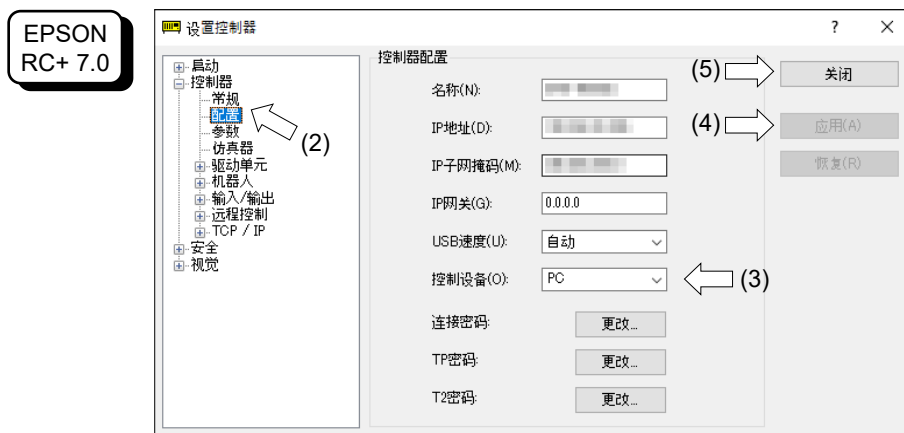 EPSON
RC+ 7.0
设置控制器
?
启动
控制器
常规
配置
参数
仿真器
驱动单元
机器人
输入/输出
远程控制
TCP / IP
安全
视觉
(2)
控制器配置
名称(N):
IP地址(D):
IP子网掩码(M):
IP网关(G): 0.0.0.0
USB速度(U): 自动
控制设备(O): PC
(3)
连接密码: 更改...
TP密码: 更改...
T2密码: 更改...
(5)
关闭
(4)
应用(A)
恢复(R)